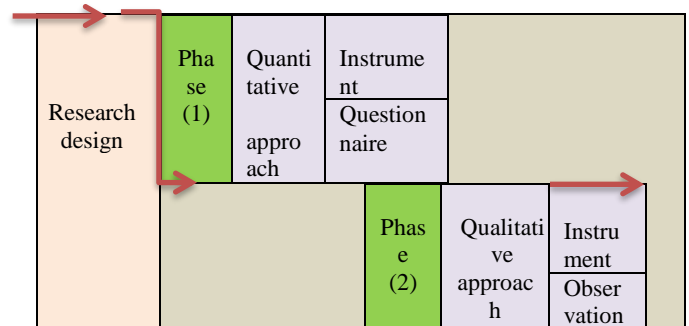 Research
design
Pha
se
(1)
Quanti
tative
appro
ach
Instrume
nt
Question
naire
Phas
e
(2)
Qualitati
ve
approac
h
Instru
ment
Obser
vation